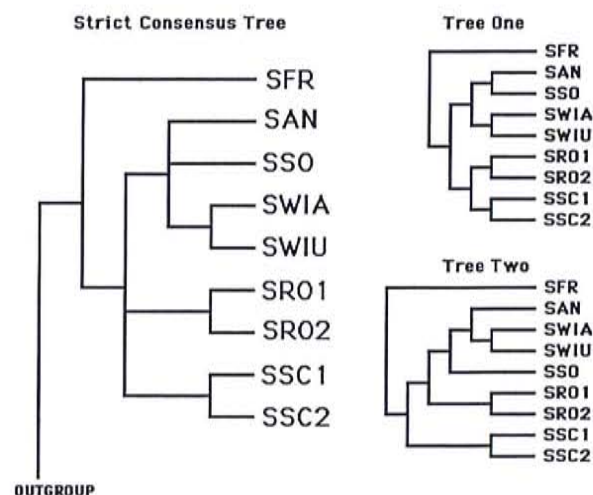 Strict Consensus Tree
SFR
SAN
SSO
SWIA
SWIU
SRO1
SRO2
SSC1
SSC2
OUTGROUP
Tree One
SFR
SAN
SSO
SWIA
SWIU
SRO1
SRO2
SSC1
SSC2
Tree Two
SFR
SAN
SWIA
SWIU
SSO
SRO1
SRO2
SSC1
SSC2